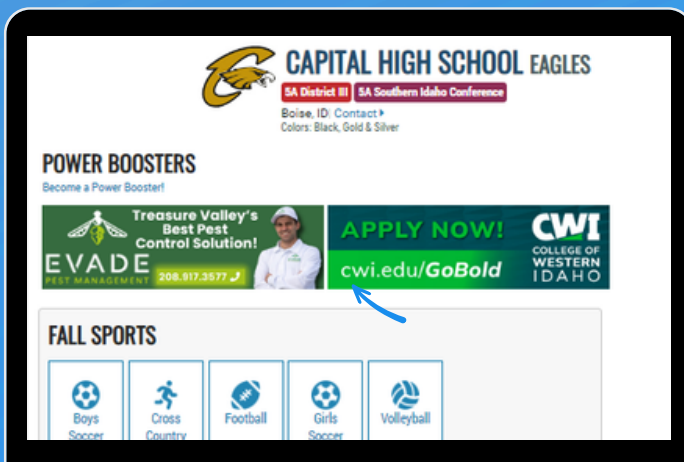 CAPITAL HIGH SCHOOL EAGLES
5A District III 5A Southern Idaho Conference
Boise, ID| Contact
Colors: Black, Gold & Silver
POWER BOOSTERS
Become a Power Booster!
Treasure Valley's
Best Pest
Control Solution!
EVADE
PEST MANAGEMENT
208.917.3577
APPLY NOW!
cwi.edu/GoBold
CWI
COLLEGE OF
WESTERN
IDAHO
FALL SPORTS
Boys
Soccer
Cross
Country
Football
Girls
Soccer
Volleyball